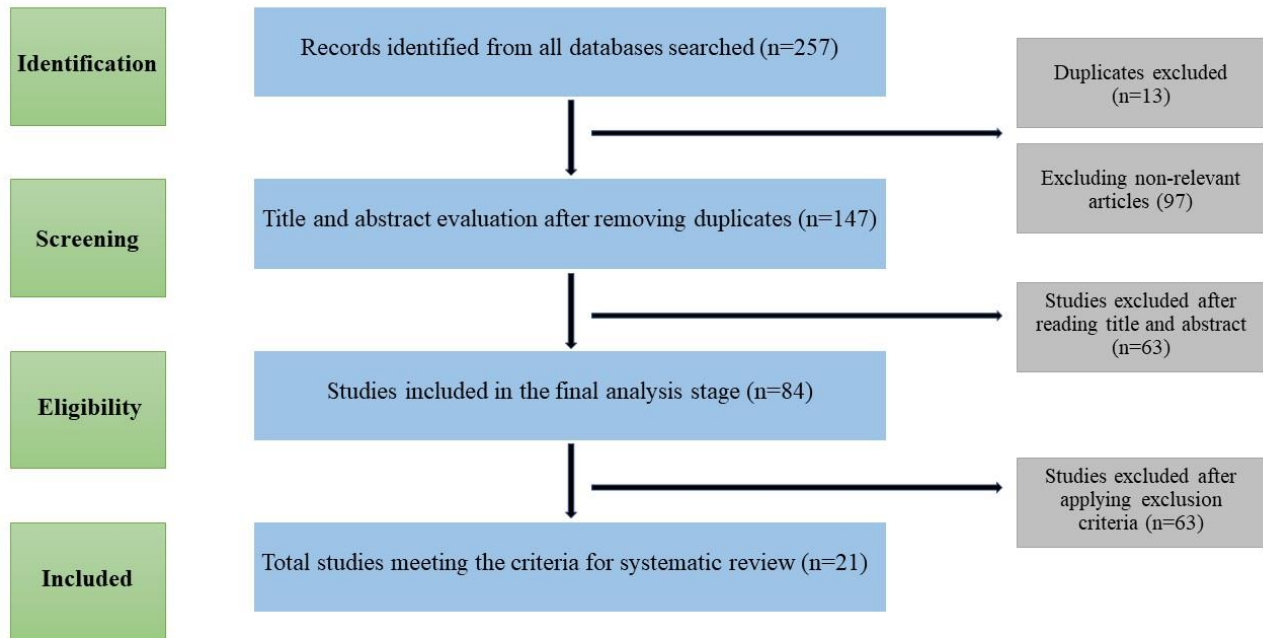 Identification
Records identified from all databases searched (n=257)
Duplicates excluded
(n=13)
Excluding non-relevant
articles (97)
Screening
Title and abstract evaluation after removing duplicates (n=147)
Studies excluded after
reading title and abstract
(n=63)
Eligibility
Studies included in the final analysis stage (n=84)
Studies excluded after
applying exclusion
criteria (n=63)
Included
Total studies meeting the criteria for systematic review (n=21)